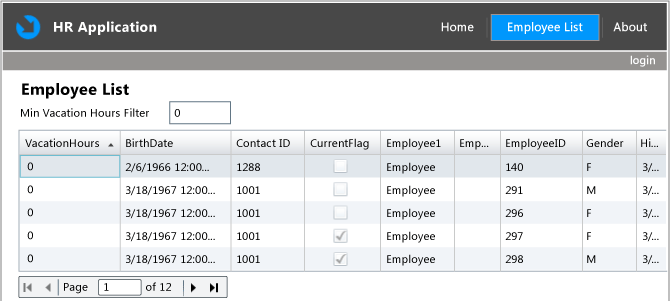 HR Application Home Employee List About
login
Employee List
Min Vacation Hours Filter 0
VacationHours BirthDate Contact ID CurrentFlag Employee1 Emp... EmployeeID Gender Hi...
0 2/6/1966 12:00... 1288 Employee 140 F 3/...
0 3/18/1967 12:00... 1001 Employee 291 M 3/...
0 3/18/1967 12:00... 1001 Employee 296 F 3/...
0 3/18/1967 12:00... 1001 Employee 297 F 3/...
0 3/18/1967 12:00... 1001 Employee 298 M 3/...
Page 1 of 12